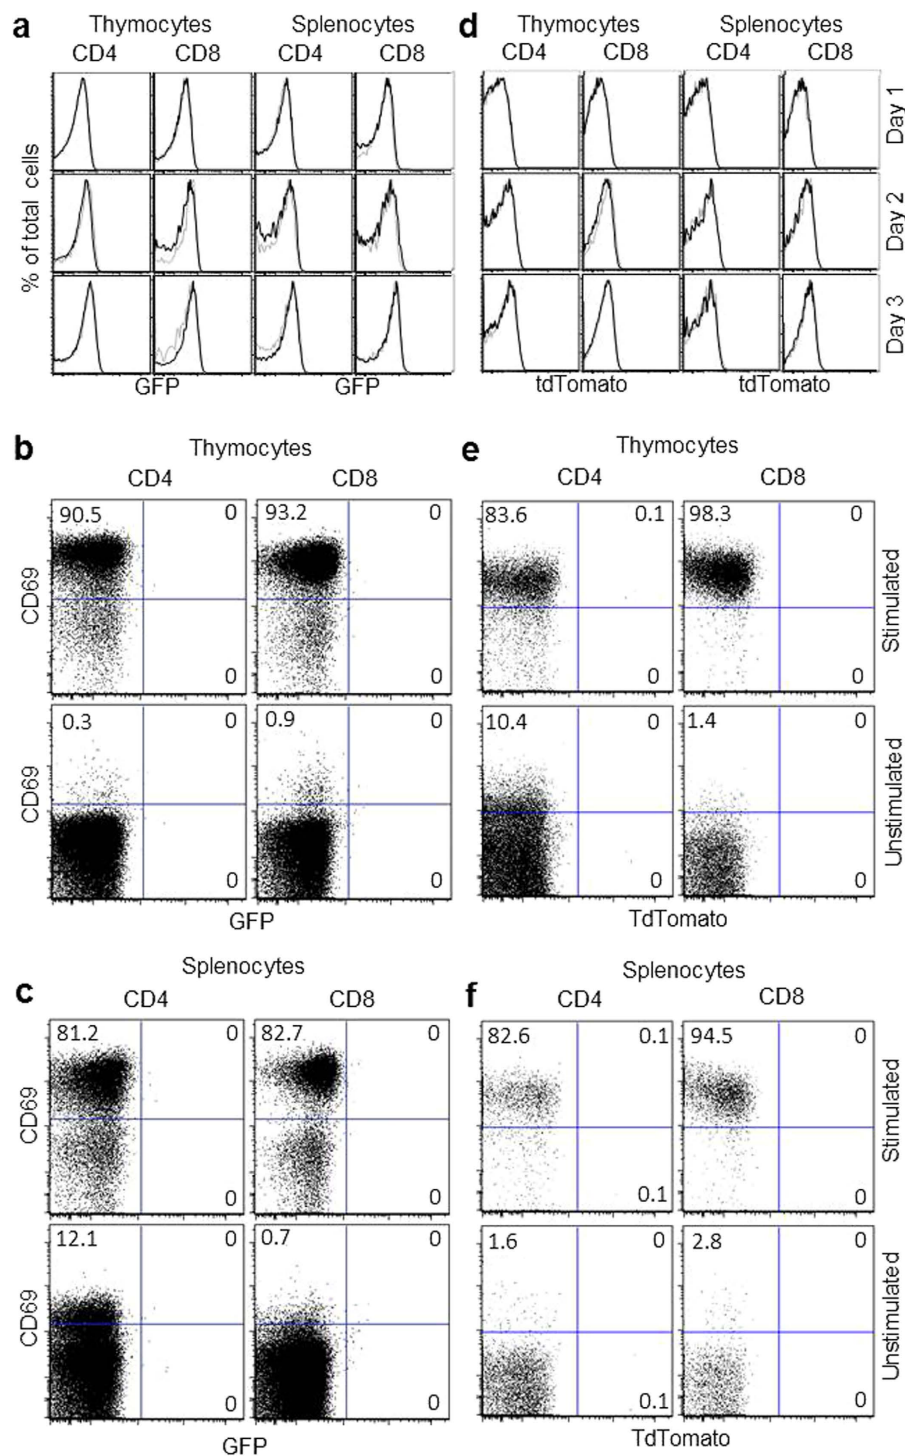 a
Thymocytes
Splenocytes
CD4
CD8
CD4
CD8
% of total cells
GFP
GFP
d
Thymocytes
Splenocytes
CD4
CD8
CD4
CD8
Day 1
Day 2
Day 3
tdTomato
tdTomato
b
Thymocytes
CD4
CD8
CD69
90.5
0
93.2
0
0
0
CD69
0.3
0
0.9
0
0
0
GFP
e
Thymocytes
CD4
CD8
83.6
0.1
98.3
0
0
0
Stimulated
10.4
0
1.4
0
0
0
Unstimulated
TdTomato
c
Splenocytes
CD4
CD8
CD69
81.2
0
82.7
0
0
0
CD69
12.1
0
0.7
0
0
0
GFP
f
Splenocytes
CD4
CD8
82.6
0.1
94.5
0
0.1
0
Stimulated
1.6
0
2.8
0
0.1
0
Unstimulated
TdTomato